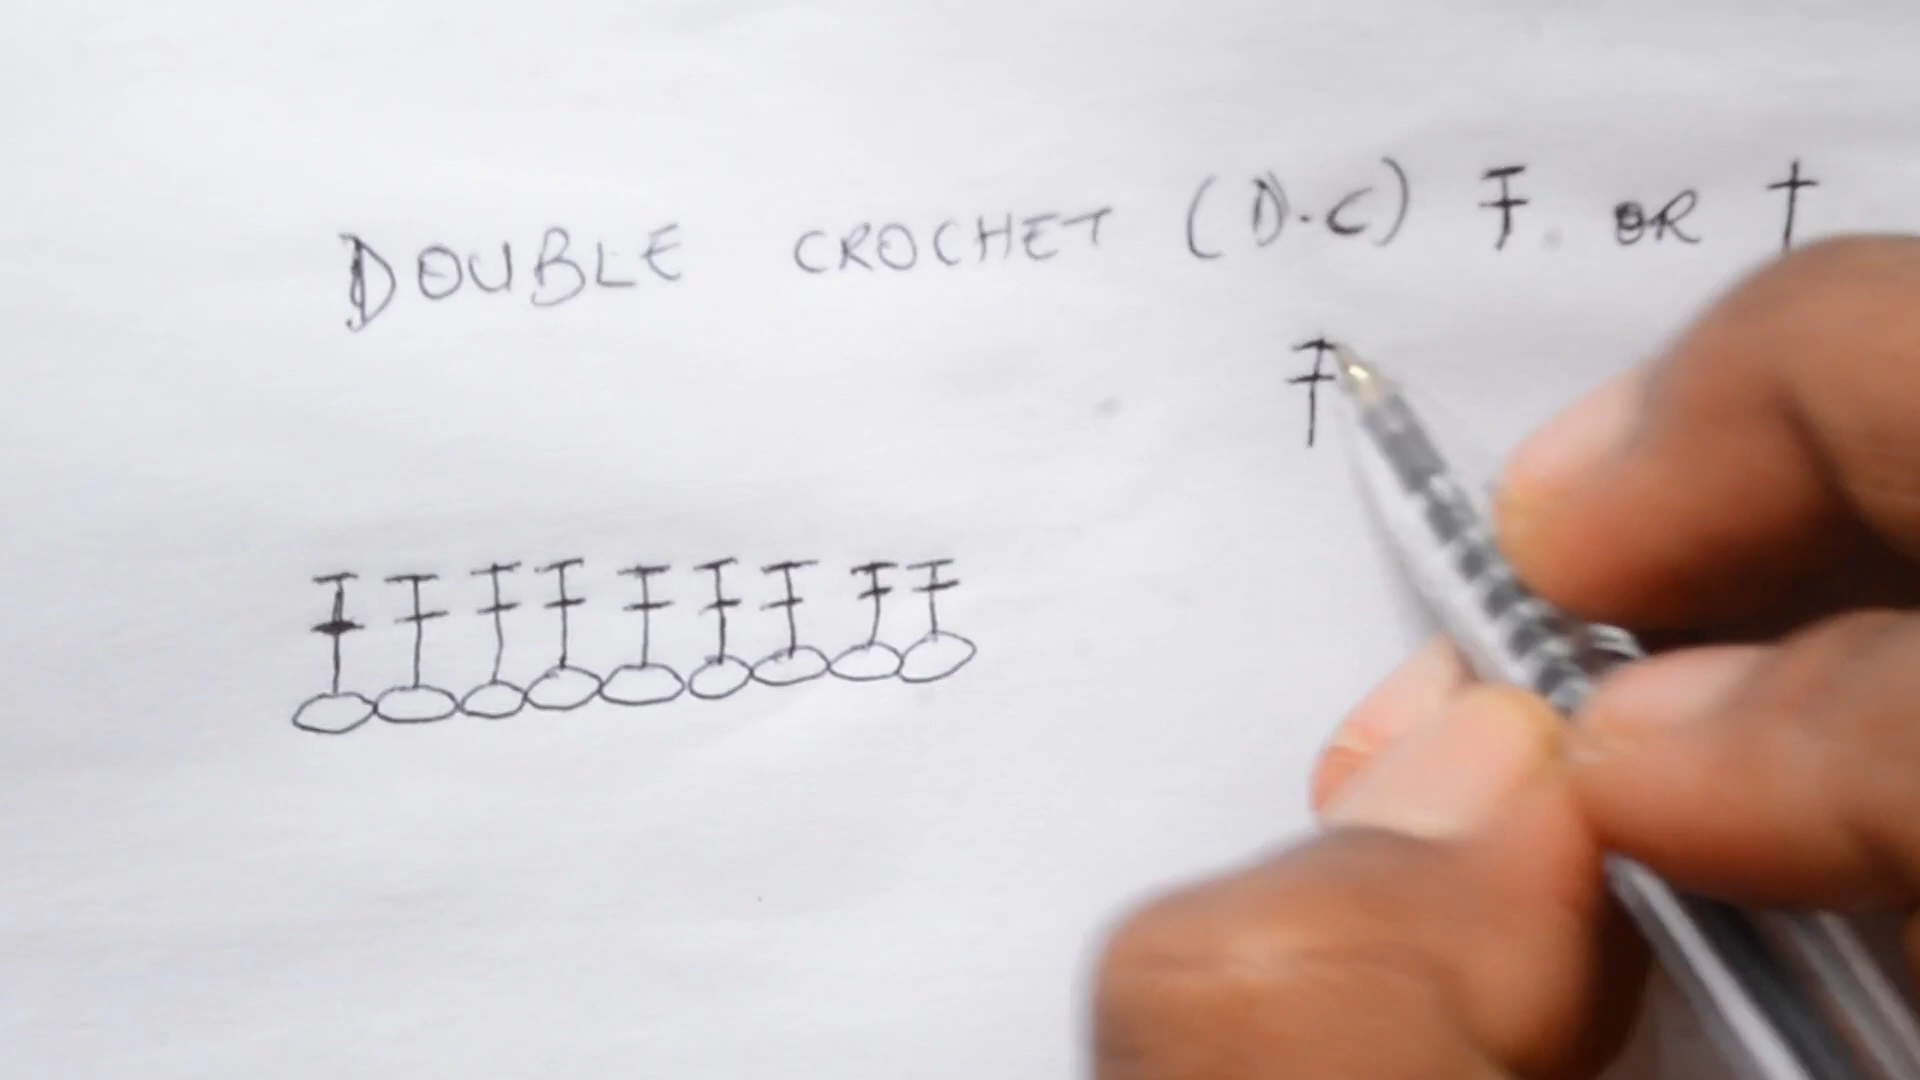 DOUBLE CROCHET (D.C) Ŧ OR †